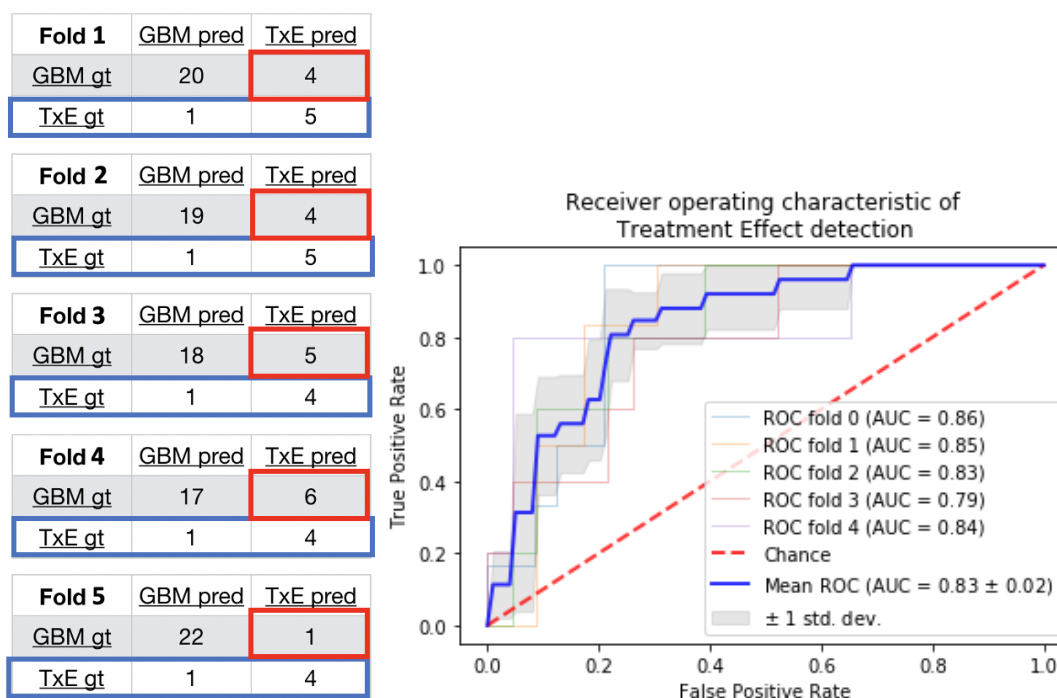 Fold 1 GBM pred TxE pred
GBM gt 20 4
TxE gt 1 5
Fold 2 GBM pred TxE pred
GBM gt 19 4
TxE gt 1 5
Fold 3 GBM pred TxE pred
GBM gt 18 5
TxE gt 1 4
Fold 4 GBM pred TxE pred
GBM gt 17 6
TxE gt 1 4
Fold 5 GBM pred TxE pred
GBM gt 22 1
TxE gt 1 4
Receiver operating characteristic of
Treatment Effect detection
True Positive Rate
1.0
0.8
0.6
0.4
0.2
0.0
ROC fold 0 (AUC = 0.86)
ROC fold 1 (AUC = 0.85)
ROC fold 2 (AUC = 0.83)
ROC fold 3 (AUC = 0.79)
ROC fold 4 (AUC = 0.84)
Chance
Mean ROC (AUC = 0.83 ± 0.02)
± 1 std. dev.
0.0 0.2 0.4 0.6 0.8 1.0
False Positive Rate